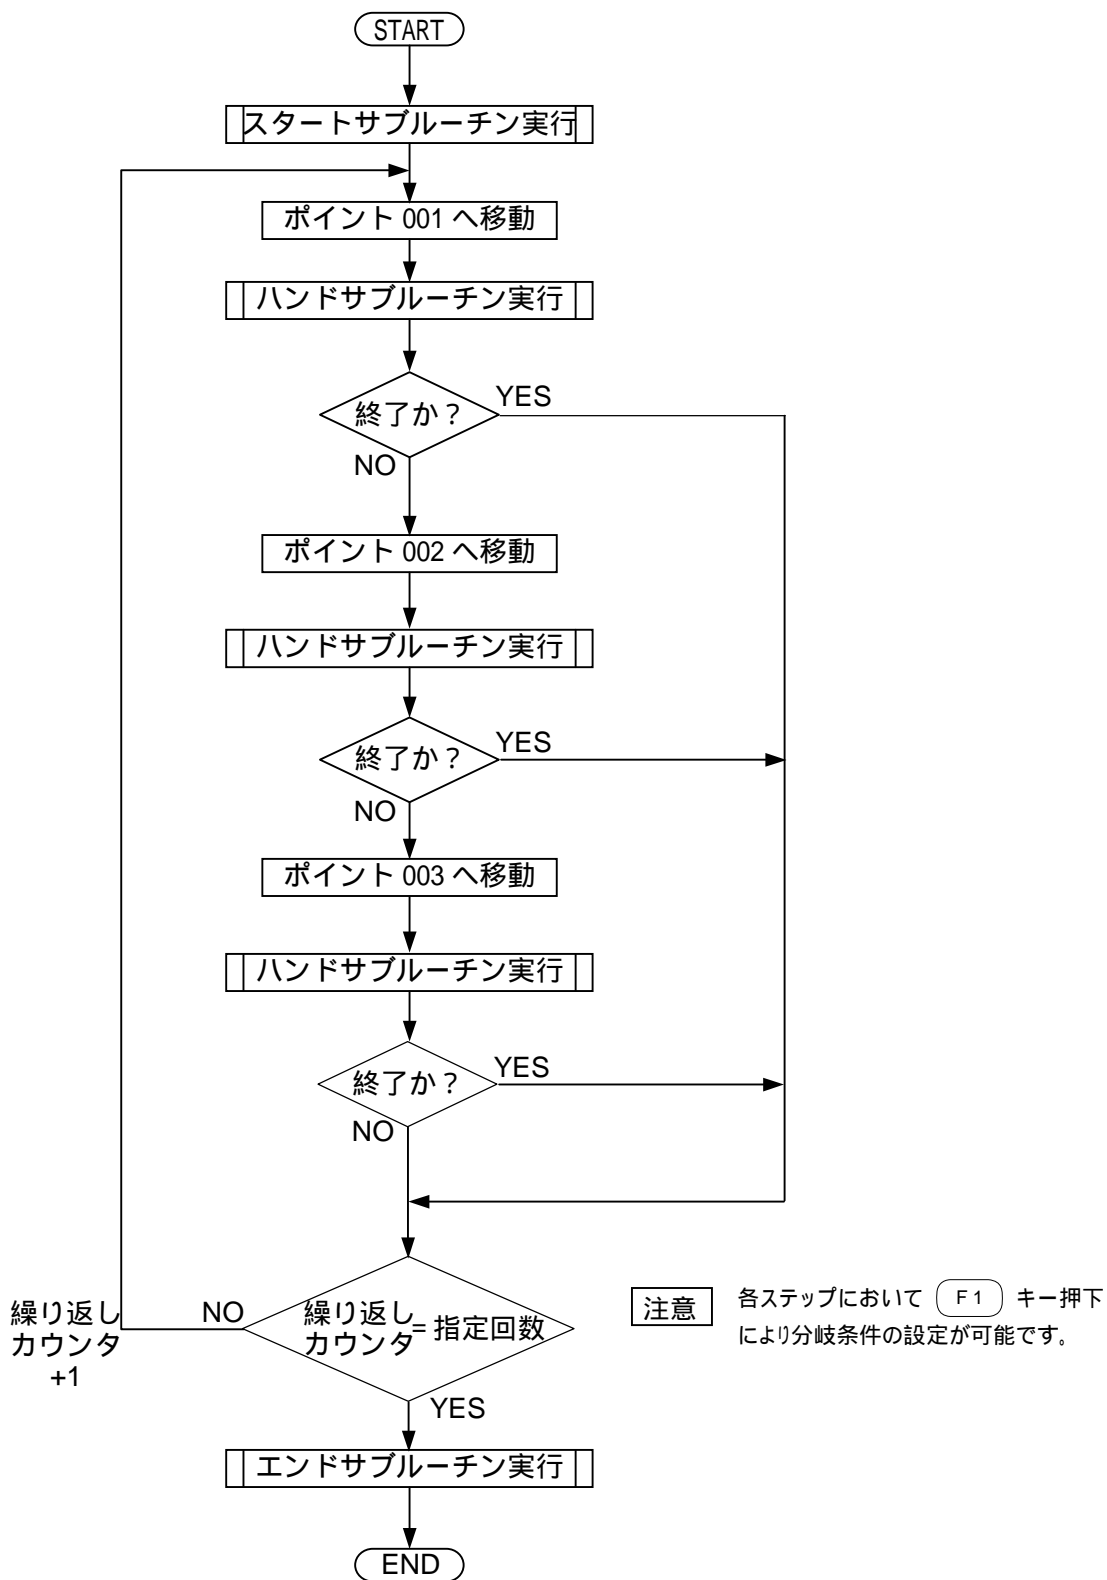 START
スタートサブルーチン実行
ポイント 001 へ移動
ハンドサブルーチン実行
終了か？
YES
NO
ポイント 002 へ移動
ハンドサブルーチン実行
終了か？
YES
NO
ポイント 003 へ移動
ハンドサブルーチン実行
終了か？
YES
NO
繰り返し
カウンタ
+1
NO
繰り返し
カウンタ
= 指定回数
YES
注意
各ステップにおいて F1 キー押下
により分岐条件の設定が可能です。
エンドサブルーチン実行
END